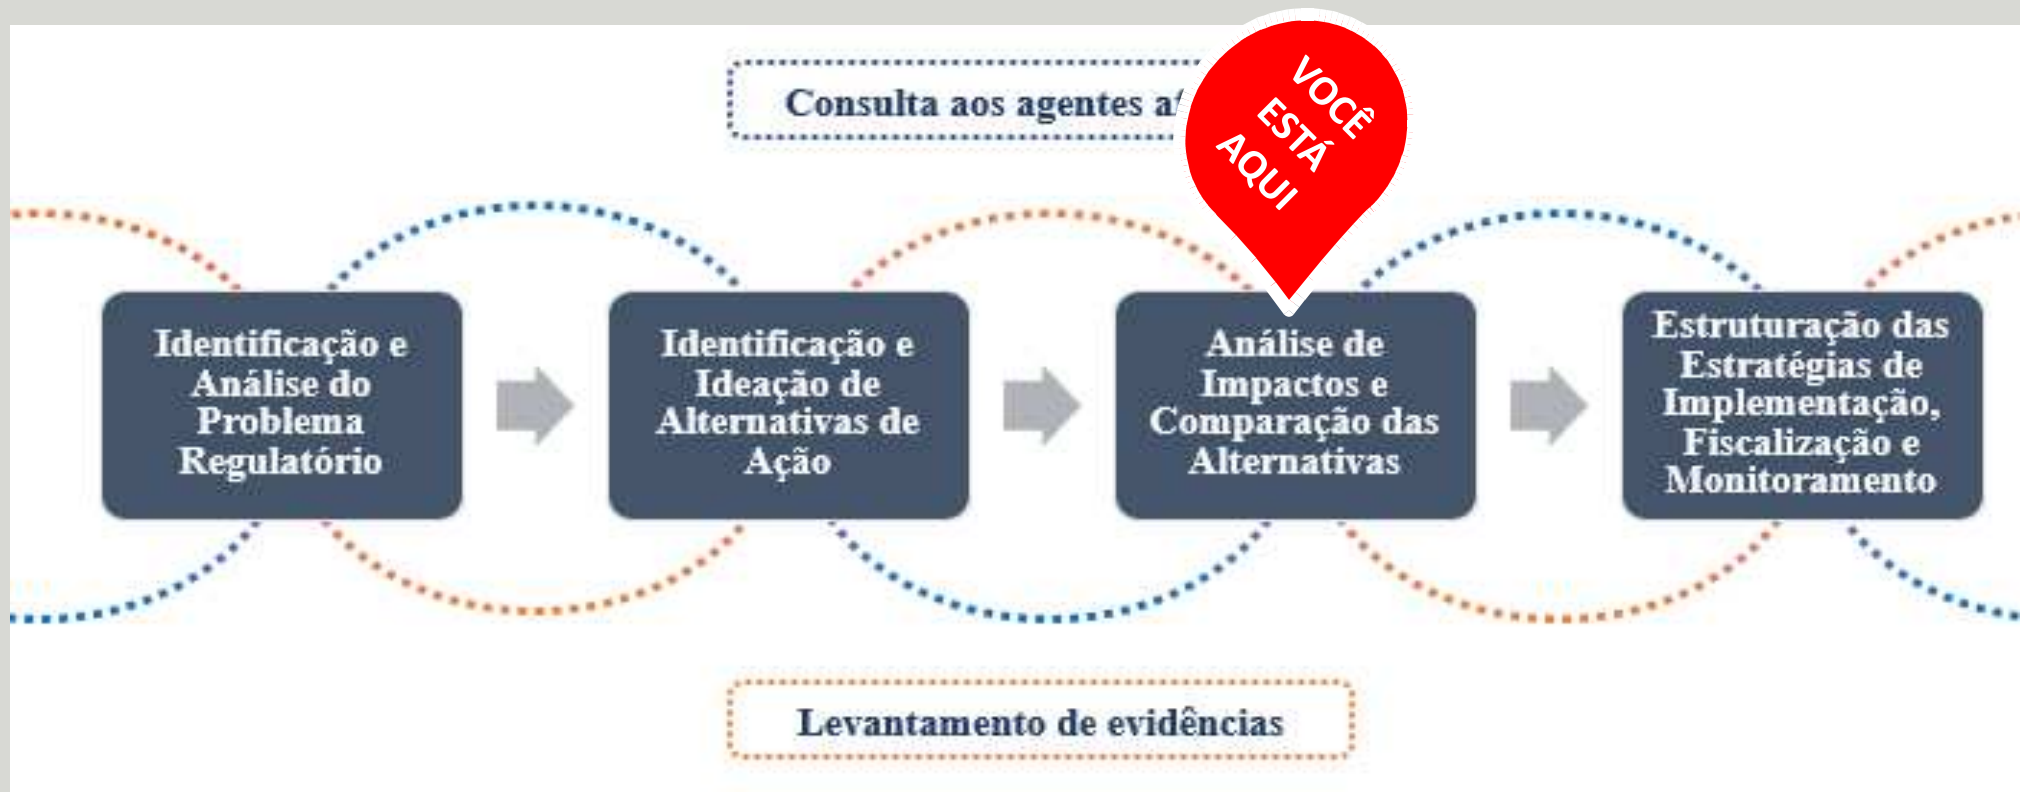 Consulta aos agentes
VOCÊ
ESTÁ
AQUI
Identificação e
Análise do
Problema
Regulatório
Identificação e
Ideação de
Alternativas de
Ação
Análise de
Impactos e
Comparação das
Alternativas
Estruturação das
Estratégias de
Implementação,
Fiscalização e
Monitoramento
Levantamento de evidências